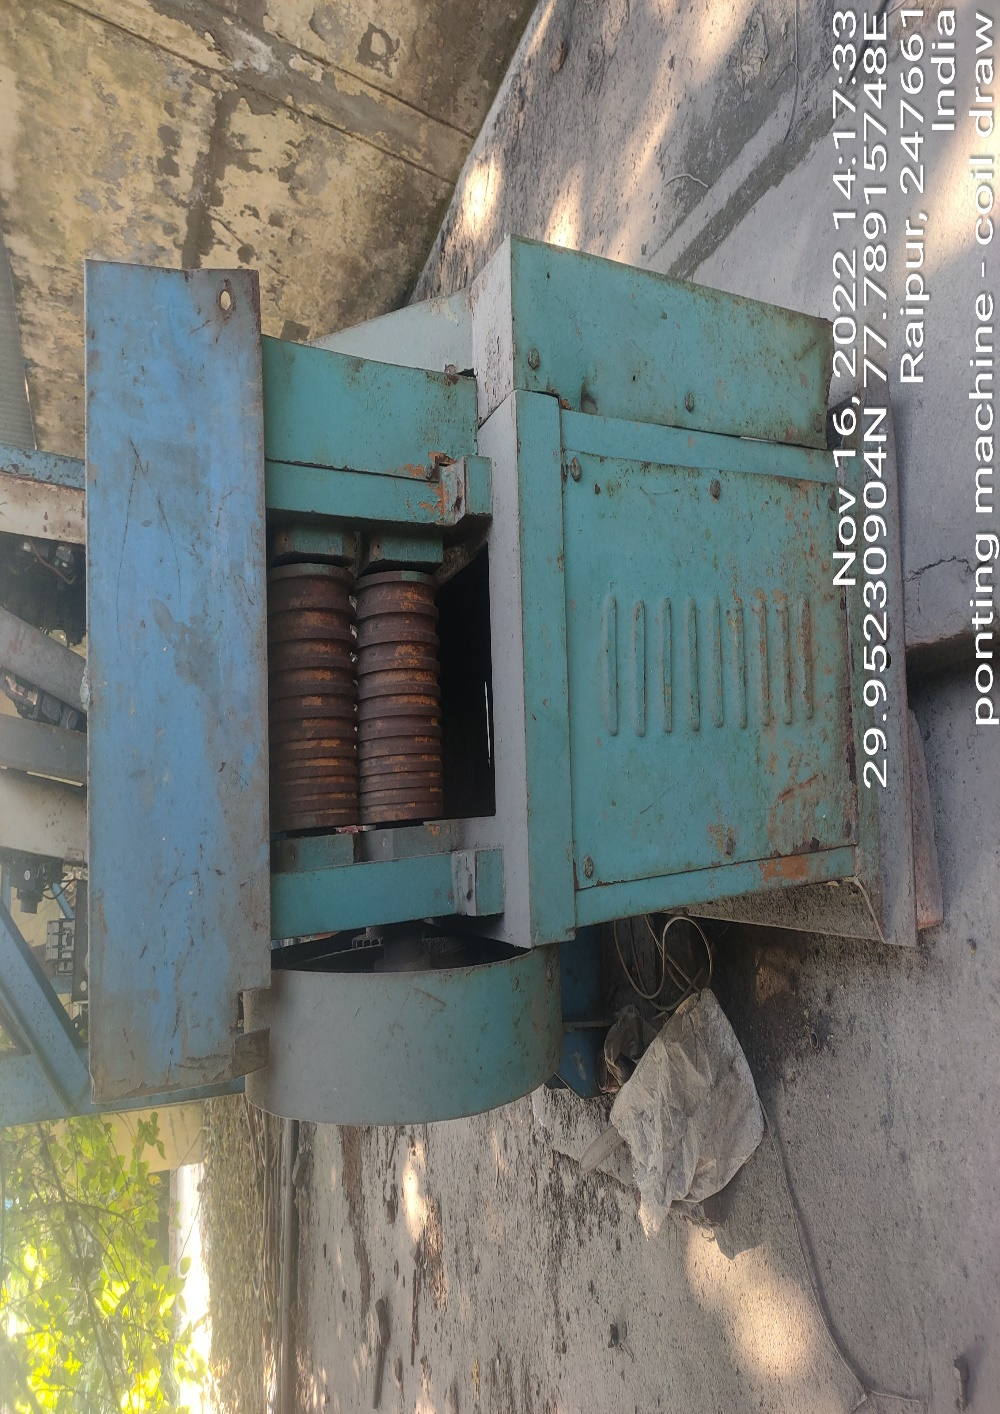 Nov 16, 2022 14:17:33
29.952309904N 77.789157748E
Raipur, 247661
India
ponting machine - coil draw